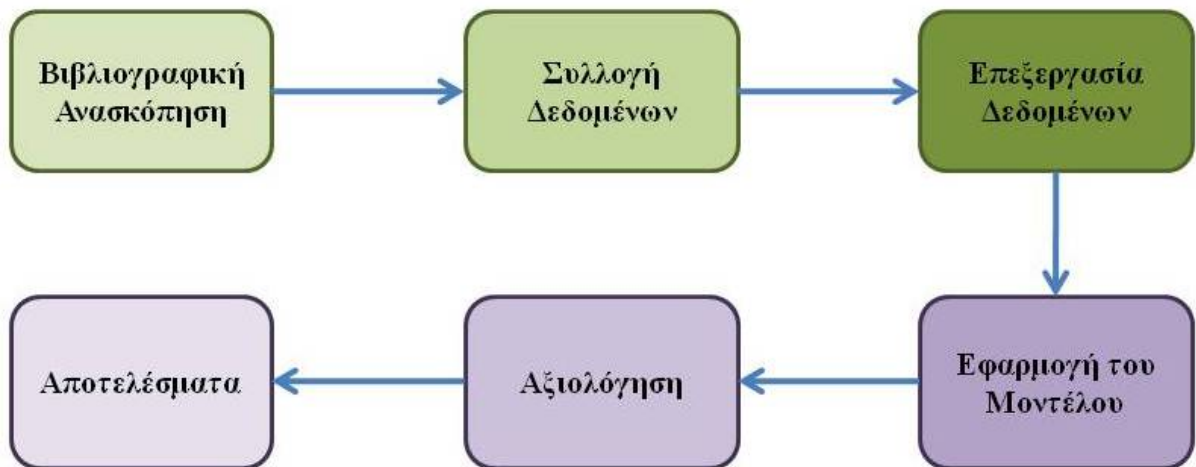 Βιβλιογραφική
Ανασκόπηση
Συλλογή
Δεδομένων
Επεξεργασία
Δεδομένων
Εφαρμογή του
Μοντέλου
Αξιολόγηση
Αποτελέσματα